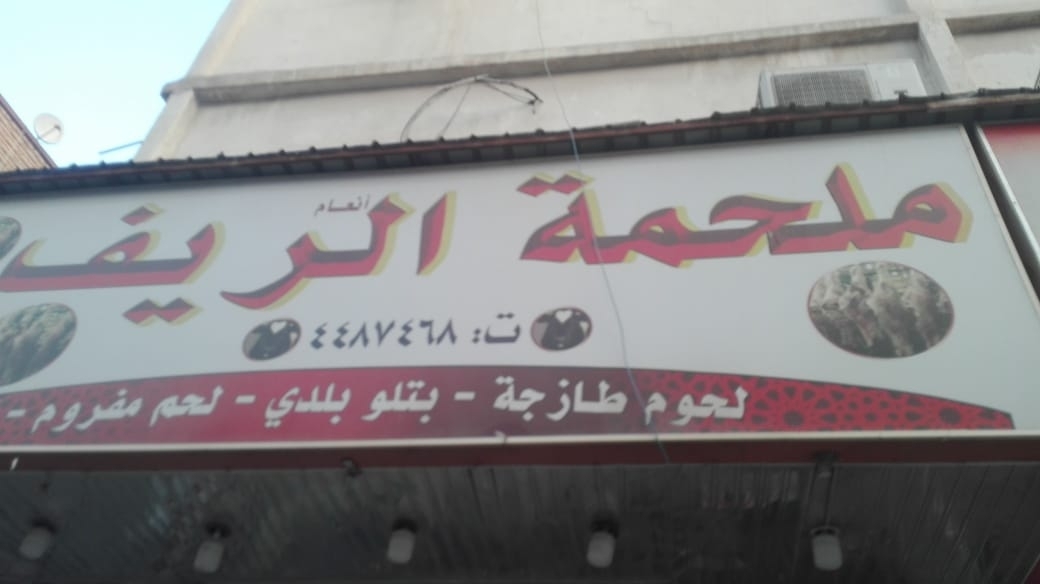 ملحمة الريف
أنعام
ت: ٤٤٨٧٤٦٨
لحوم طازجة - بتلو بلدي - لحم مفروم -